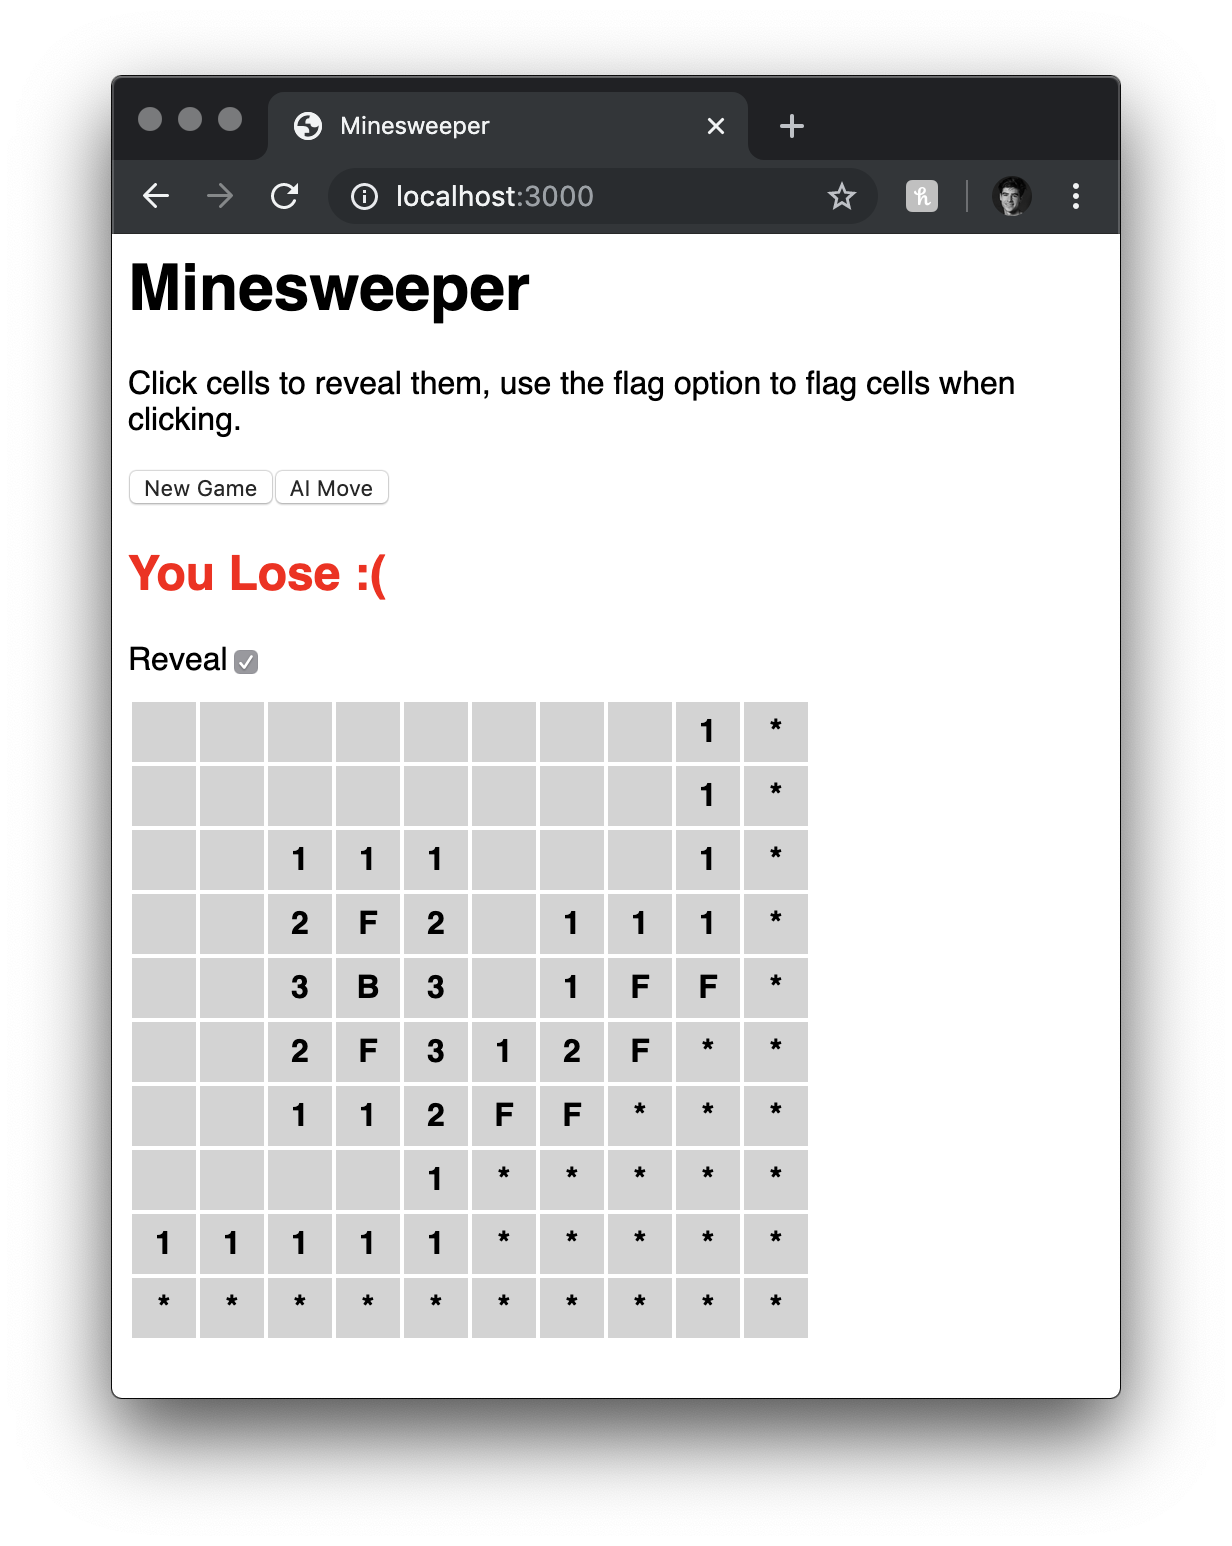 Minesweeper
localhost:3000
Minesweeper
Click cells to reveal them, use the flag option to flag cells when
clicking.
New Game AI Move
You Lose :(
Reveal
1 *
1 *
1 1 1 1 *
2 F 2 1 1 1 *
3 B 3 1 F F *
2 F 3 1 2 F * *
1 1 2 F F * * *
1 * * * * *
1 1 1 1 1 * * * * *
* * * * * * * * * *